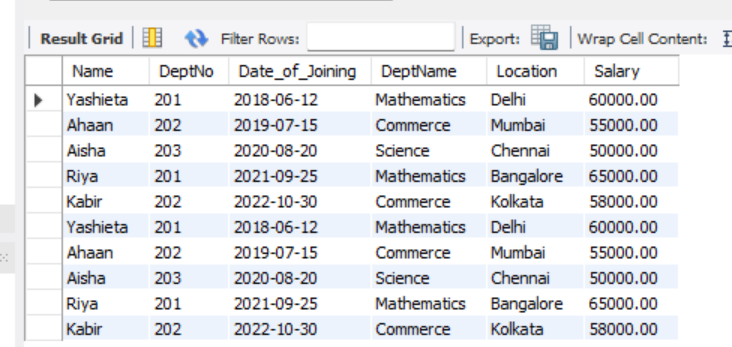 Result Grid Filter Rows: Export: Wrap Cell Content:
Name DeptNo Date_of_Joining DeptName Location Salary
Yashieta 201 2018-06-12 Mathematics Delhi 60000.00
Ahaan 202 2019-07-15 Commerce Mumbai 55000.00
Aisha 203 2020-08-20 Science Chennai 50000.00
Riya 201 2021-09-25 Mathematics Bangalore 65000.00
Kabir 202 2022-10-30 Commerce Kolkata 58000.00
Yashieta 201 2018-06-12 Mathematics Delhi 60000.00
Ahaan 202 2019-07-15 Commerce Mumbai 55000.00
Aisha 203 2020-08-20 Science Chennai 50000.00
Riya 201 2021-09-25 Mathematics Bangalore 65000.00
Kabir 202 2022-10-30 Commerce Kolkata 58000.00